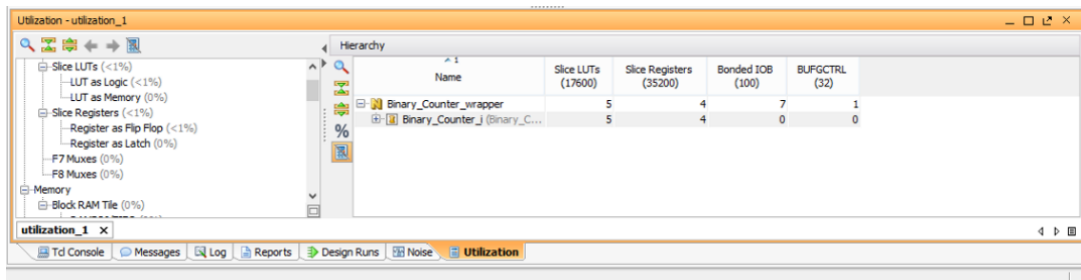 Utilization - utilization_1
Slice LUTs (<1%)
LUT as Logic (<1%)
LUT as Memory (0%)
Slice Registers (<1%)
Register as Flip Flop (<1%)
Register as Latch (0%)
F7 Muxes (0%)
F8 Muxes (0%)
Memory
Block RAM Tile (0%)
Hierarchy
1
Name Slice LUTs (17600) Slice Registers (35200) Bonded IOB (100) BUFGCTRL (32)
Binary_Counter_wrapper 5 4 7 1
Binary_Counter_i (Binary_C... 5 4 0 0
%
utilization_1
Tcl Console Messages Log Reports Design Runs Noise Utilization